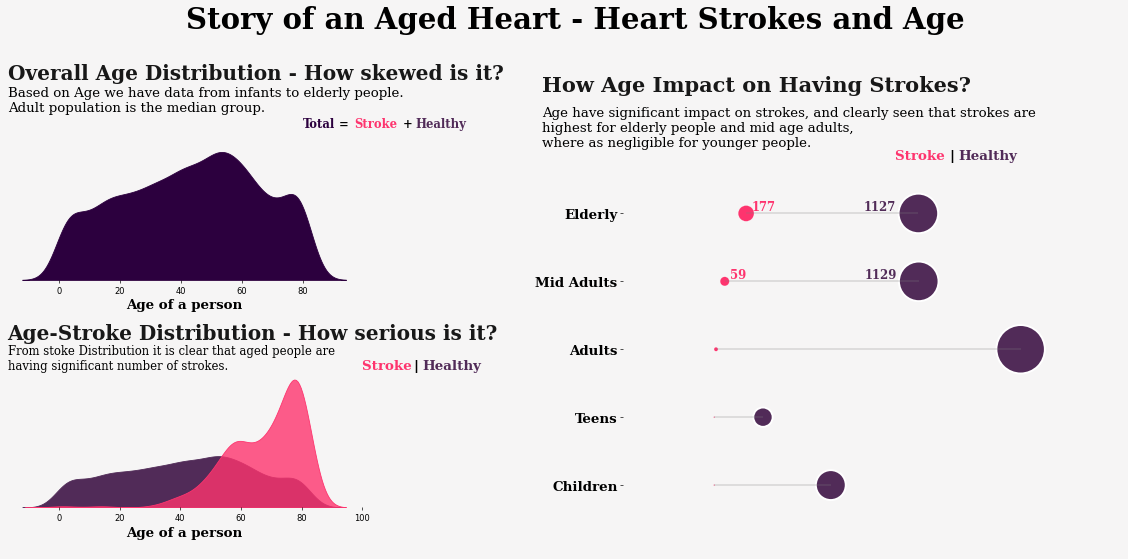 Story of an Aged Heart - Heart Strokes and Age
Overall Age Distribution - How skewed is it?
Based on Age we have data from infants to elderly people.
Adult population is the median group.
Total = Stroke + Healthy
0 20 40 60 80
Age of a person
Age-Stroke Distribution - How serious is it?
From stoke Distribution it is clear that aged people are
having significant number of strokes.
Stroke | Healthy
0 20 40 60 80 100
Age of a person
How Age Impact on Having Strokes?
Age have significant impact on strokes, and clearly seen that strokes are
highest for elderly people and mid age adults,
where as negligible for younger people.
Stroke | Healthy
Elderly 177 1127
Mid Adults 59 1129
Adults
Teens
Children